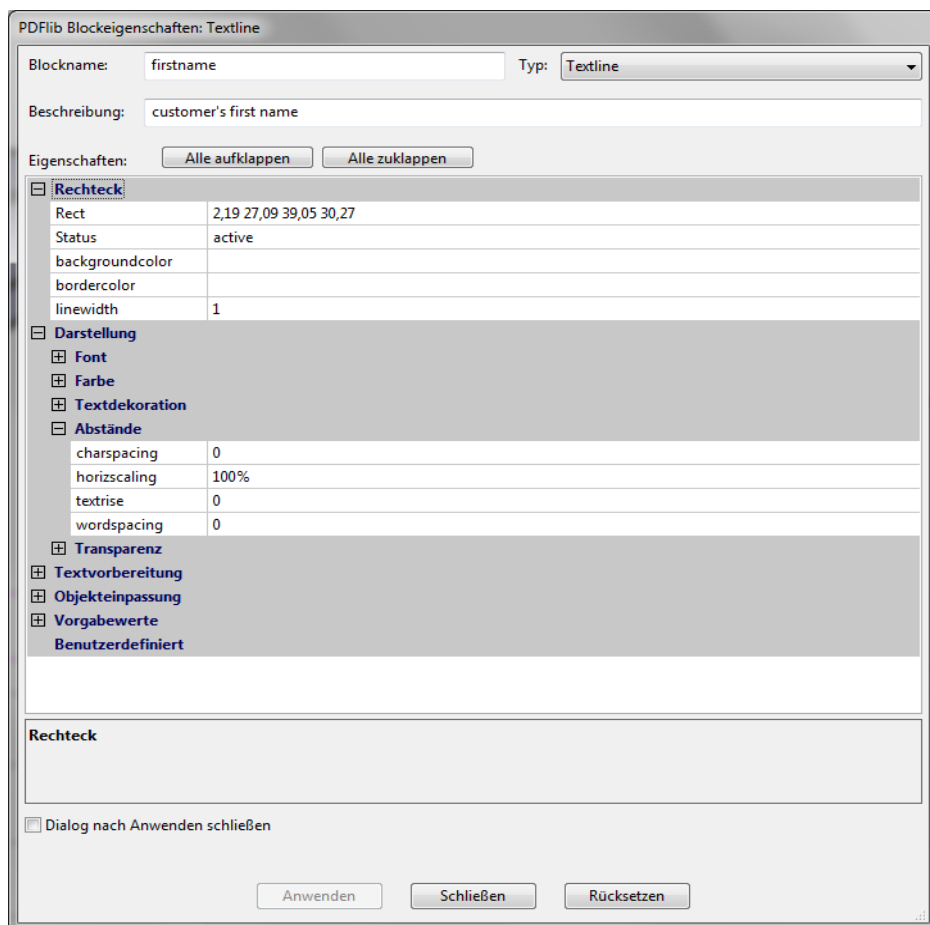 PDFlib Blockeigenschaften: Textline
Blockname: firstname Typ: Textline
Beschreibung: customer's first name
Eigenschaften: Alle aufklappen Alle zuklappen
Rechteck
Rect 2,19 27,09 39,05 30,27
Status active
backgroundcolor
bordercolor
linewidth 1
Darstellung
Font
Farbe
Textdekoration
Abstände
charspacing 0
horizscaling 100%
textrise 0
wordspacing 0
Transparenz
Textvorbereitung
Objekteinpassung
Vorgabewerte
Benutzerdefiniert
Rechteck
Dialog nach Anwenden schließen
Anwenden Schließen Rücksetzen